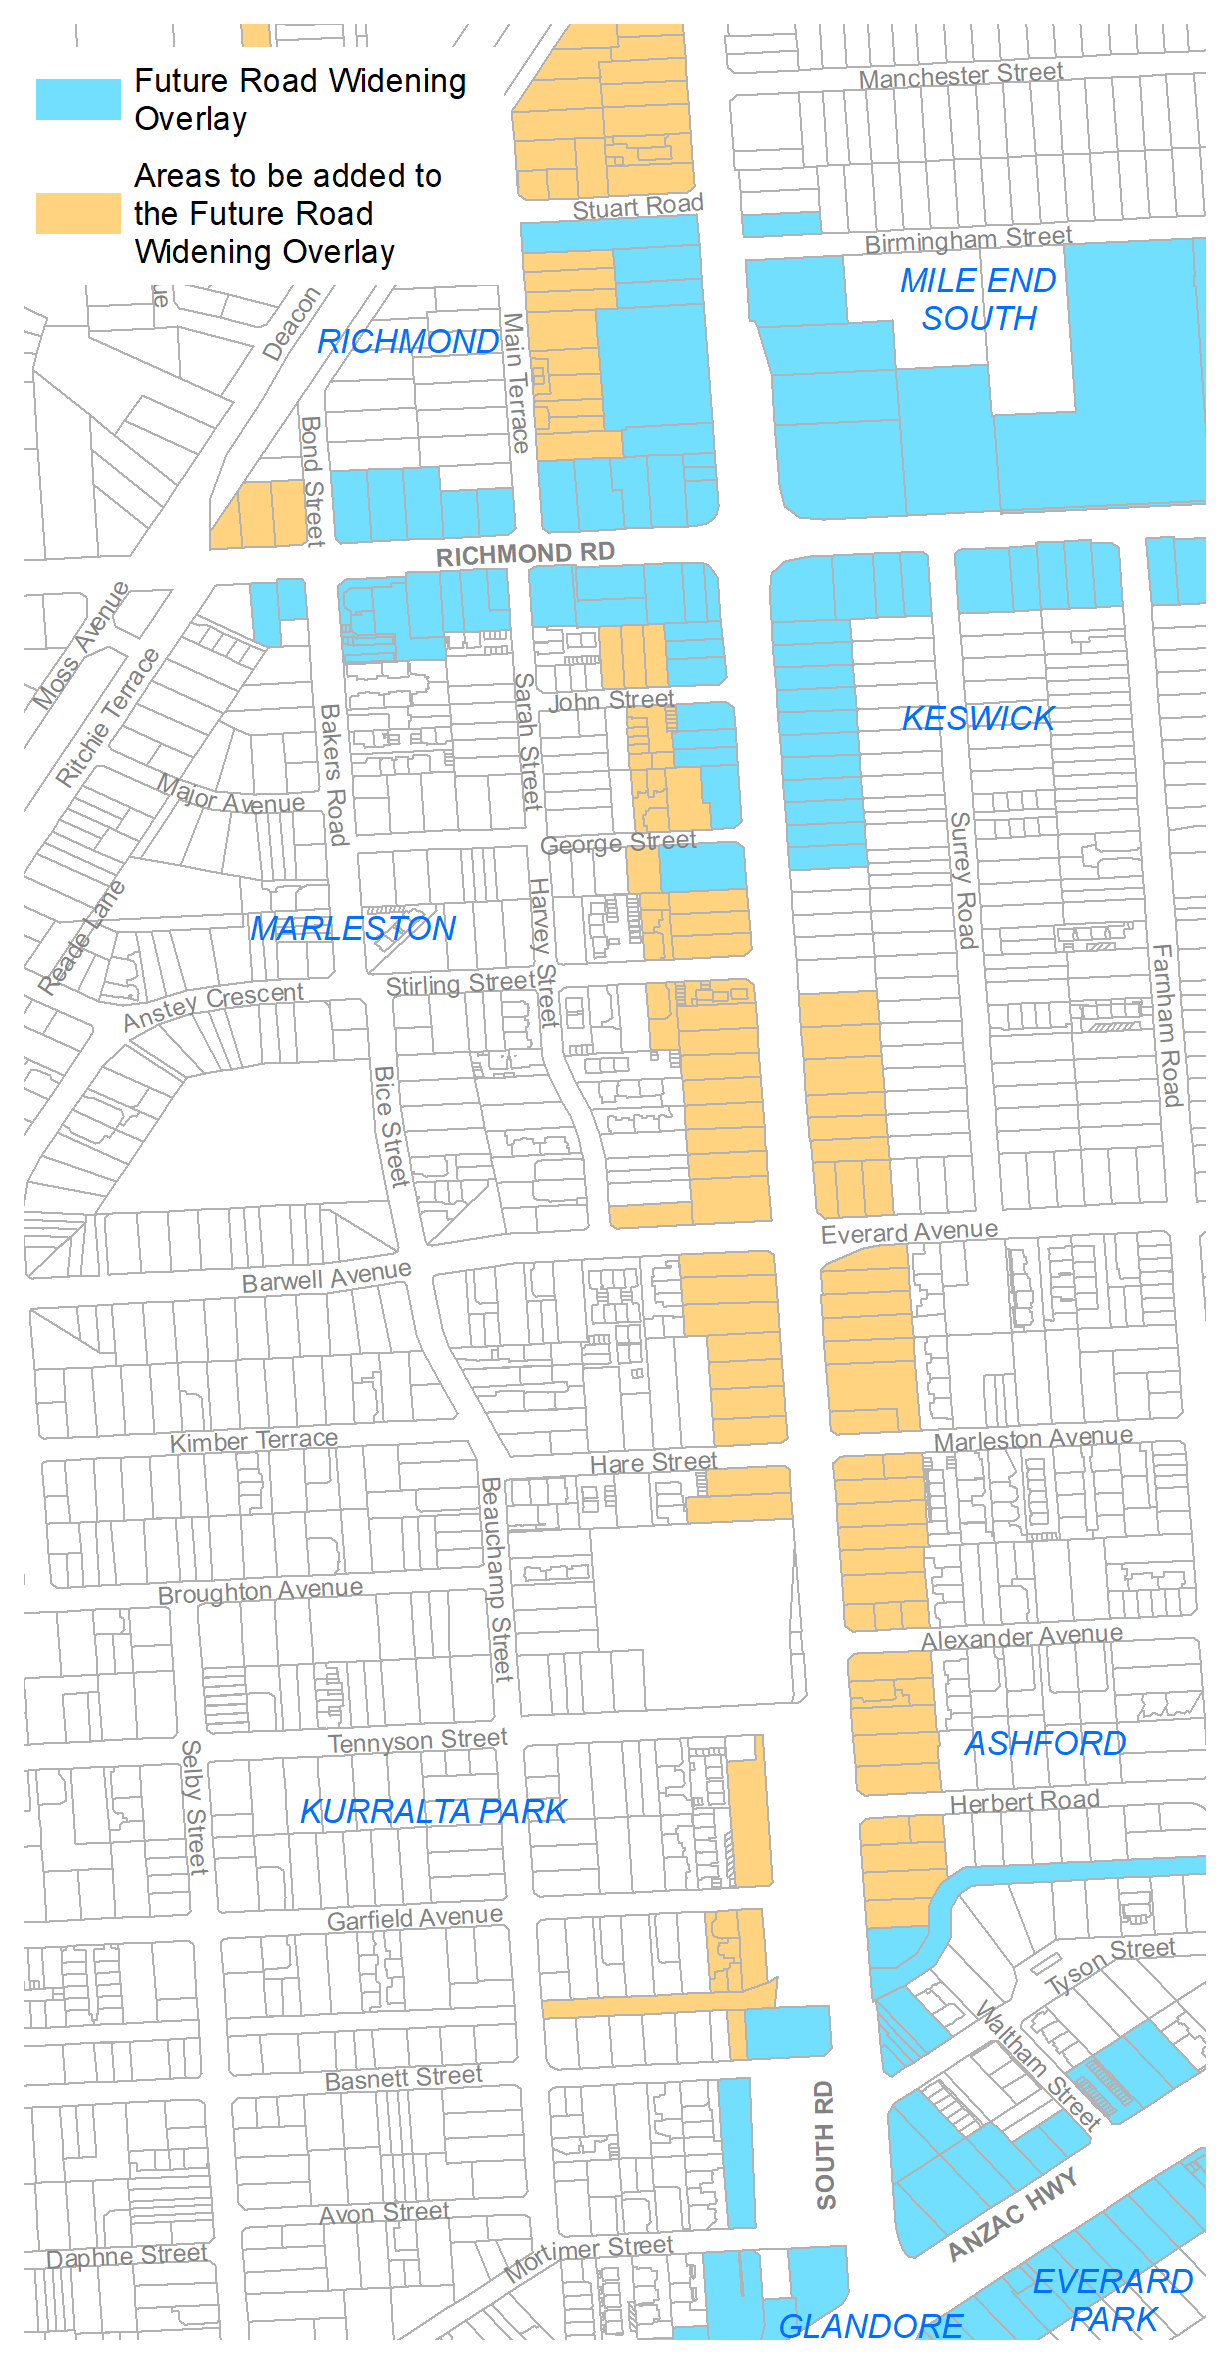 Future Road Widening
Overlay
Areas to be added to
the Future Road
Widening Overlay
Manchester Street
Stuart Road
Birmingham Street
MILE END
SOUTH
ue
Deacon
RICHMOND
Main Terrace
Bond Street
RICHMOND RD
Moss Avenue
Ritchie Terrace
Sarah Street
John Street
KESWICK
Bakers Road
Major Avenue
George Street
Surrey Road
Reade Lane
MARLESTON
Harvey Street
Farnham Road
Stirling Street
Anstey Crescent
Bice Street
Everard Avenue
Barwell Avenue
Kimber Terrace
Marleston Avenue
Hare Street
Beauchamp Street
Broughton Avenue
Alexander Avenue
Tennyson Street
ASHFORD
Selby Street
KURRALTA PARK
Herbert Road
Garfield Avenue
Tyson Street
Waltham Street
Basnett Street
SOUTH RD
ANZAC HWY
Avon Street
Mortimer Street
Daphne Street
EVERARD
PARK
GLANDORE